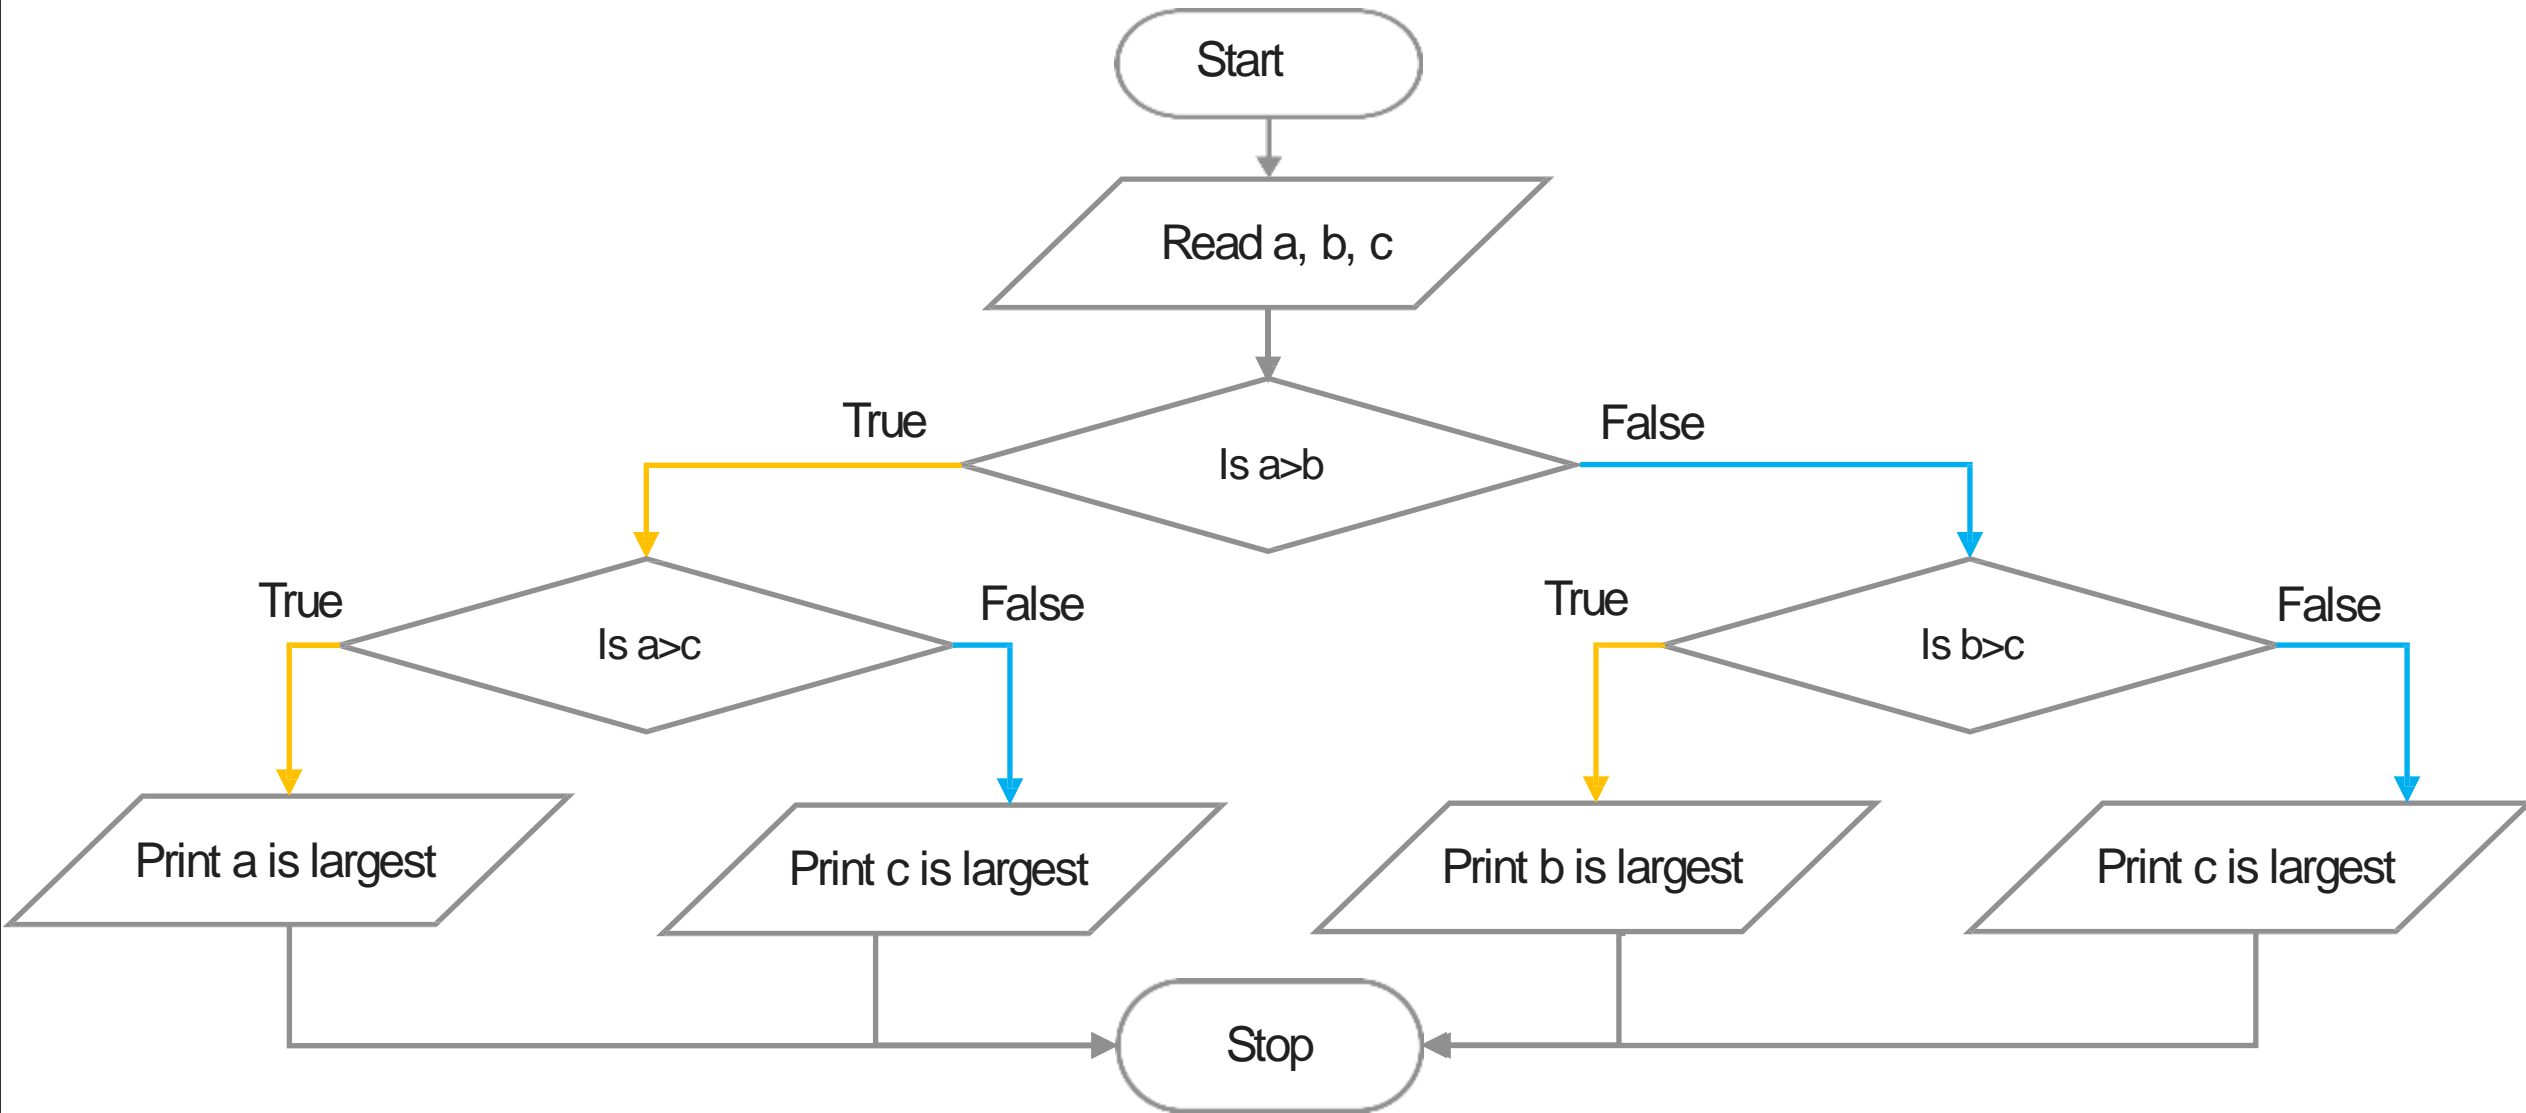 Start
Read a, b, c
True
False
Is a>b
True
False
True
False
Is a>c
Is b>c
Print a is largest
Print c is largest
Print b is largest
Print c is largest
Stop